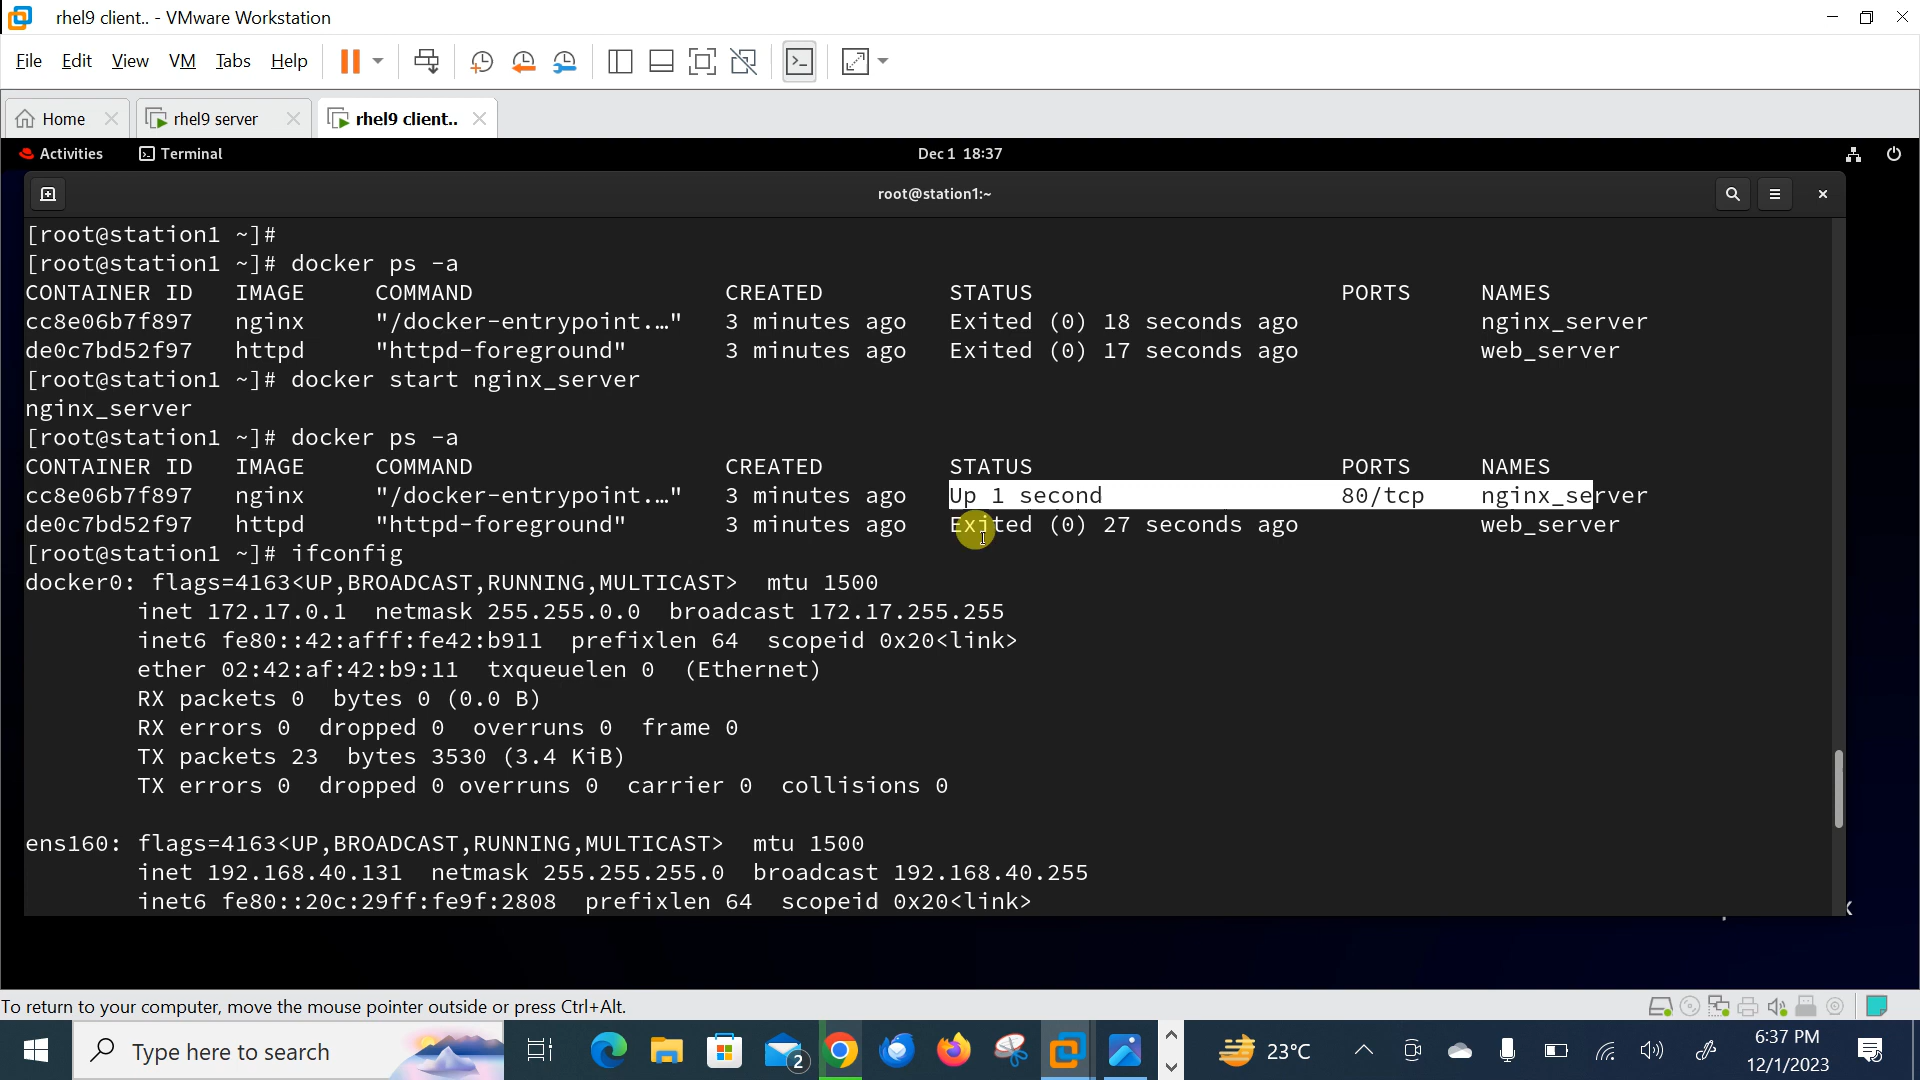 rhel9 client.. - VMware Workstation
File Edit View VM Tabs Help
Home rhel9 server rhel9 client..
Activities Terminal Dec 1 18:37
root@station1:~
[root@station1 ~]#
[root@station1 ~]# docker ps -a
CONTAINER ID IMAGE COMMAND CREATED STATUS PORTS NAMES
cc8e06b7f897 nginx "/docker-entrypoint.…" 3 minutes ago Exited (0) 18 seconds ago nginx_server
de0c7bd52f97 httpd "httpd-foreground" 3 minutes ago Exited (0) 17 seconds ago web_server
[root@station1 ~]# docker start nginx_server
nginx_server
[root@station1 ~]# docker ps -a
CONTAINER ID IMAGE COMMAND CREATED STATUS PORTS NAMES
cc8e06b7f897 nginx "/docker-entrypoint.…" 3 minutes ago Up 1 second 80/tcp nginx_server
de0c7bd52f97 httpd "httpd-foreground" 3 minutes ago Exited (0) 27 seconds ago web_server
[root@station1 ~]# ifconfig
docker0: flags=4163<UP,BROADCAST,RUNNING,MULTICAST> mtu 1500
inet 172.17.0.1 netmask 255.255.0.0 broadcast 172.17.255.255
inet6 fe80::42:afff:fe42:b911 prefixlen 64 scopeid 0x20<link>
ether 02:42:af:42:b9:11 txqueuelen 0 (Ethernet)
RX packets 0 bytes 0 (0.0 B)
RX errors 0 dropped 0 overruns 0 frame 0
TX packets 23 bytes 3530 (3.4 KiB)
TX errors 0 dropped 0 overruns 0 carrier 0 collisions 0
ens160: flags=4163<UP,BROADCAST,RUNNING,MULTICAST> mtu 1500
inet 192.168.40.131 netmask 255.255.255.0 broadcast 192.168.40.255
inet6 fe80::20c:29ff:fe9f:2808 prefixlen 64 scopeid 0x20<link>
To return to your computer, move the mouse pointer outside or press Ctrl+Alt.
Type here to search 2 23°C 6:37 PM
12/1/2023